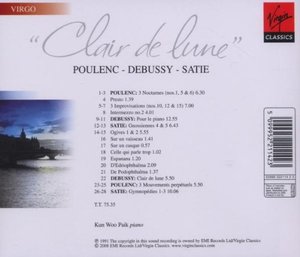 VIRGO
Virgin
CLASSICS
"Clair de lune"
POULENC - DEBUSSY - SATIE
1-3 POULENC: 3 Nocturnes (nos.1, 5 & 6) 6.30
4 Presto 1.39
5-7 3 Improvisations (nos.10, 12 & 15) 7.00
8 Intermezzo no.2 4.01
9-11 DEBUSSY: Pour le piano 12.55
12-13 SATIE: Gnossiennes 4 & 5 6.43
14-15 Ogives 1 & 2 5.55
16 Sur un vaisseau 1.41
17 Sur un casque 0.57
18 Celle qui parle trop 1.02
19 Españaña 1.20
20 D'Edriophthalma 2.09
21 De Podophthalma 1.37
22 DEBUSSY: Clair de lune 5.50
23-25 POULENC: 3 Mouvements perpétuels 5.50
26-28 SATIE: Gymnopédies 1-3 10.06
T.T. 75.35
Kun Woo Paik piano